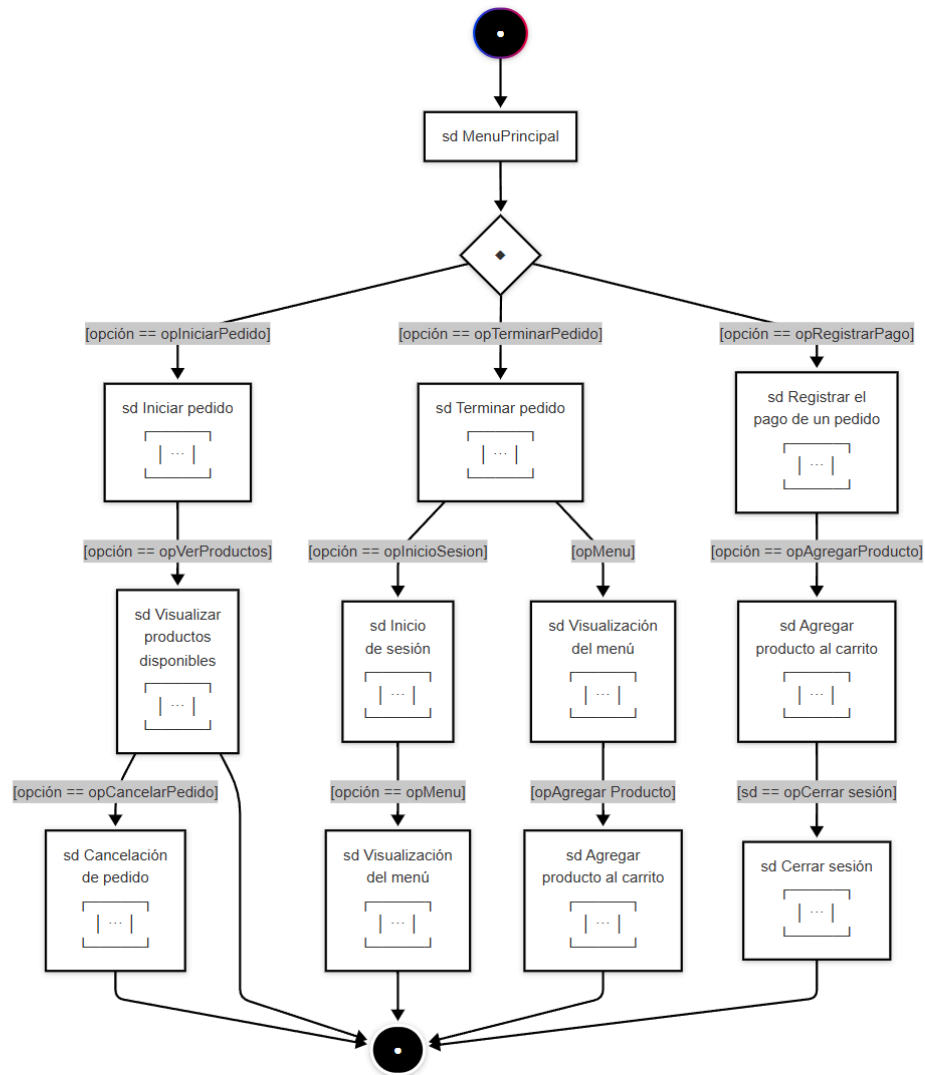 sd MenuPrincipal
[opción == opIniciarPedido]
[opción == opTerminarPedido]
[opción == opRegistrarPago]
sd Iniciar pedido
...
sd Terminar pedido
...
sd Registrar el
pago de un pedido
...
[opción == opVerProductos]
[opción == opInicioSesion]
[opMenu]
[opción == opAgregarProducto]
sd Visualizar
productos
disponibles
...
sd Inicio
de sesión
...
sd Visualización
del menú
...
sd Agregar
producto al carrito
...
[opción == opCancelarPedido]
[opción == opMenu]
[opAgregar Producto]
[sd == opCerrar sesión]
sd Cancelación
de pedido
...
sd Visualización
del menú
...
sd Agregar
producto al carrito
...
sd Cerrar sesión
...